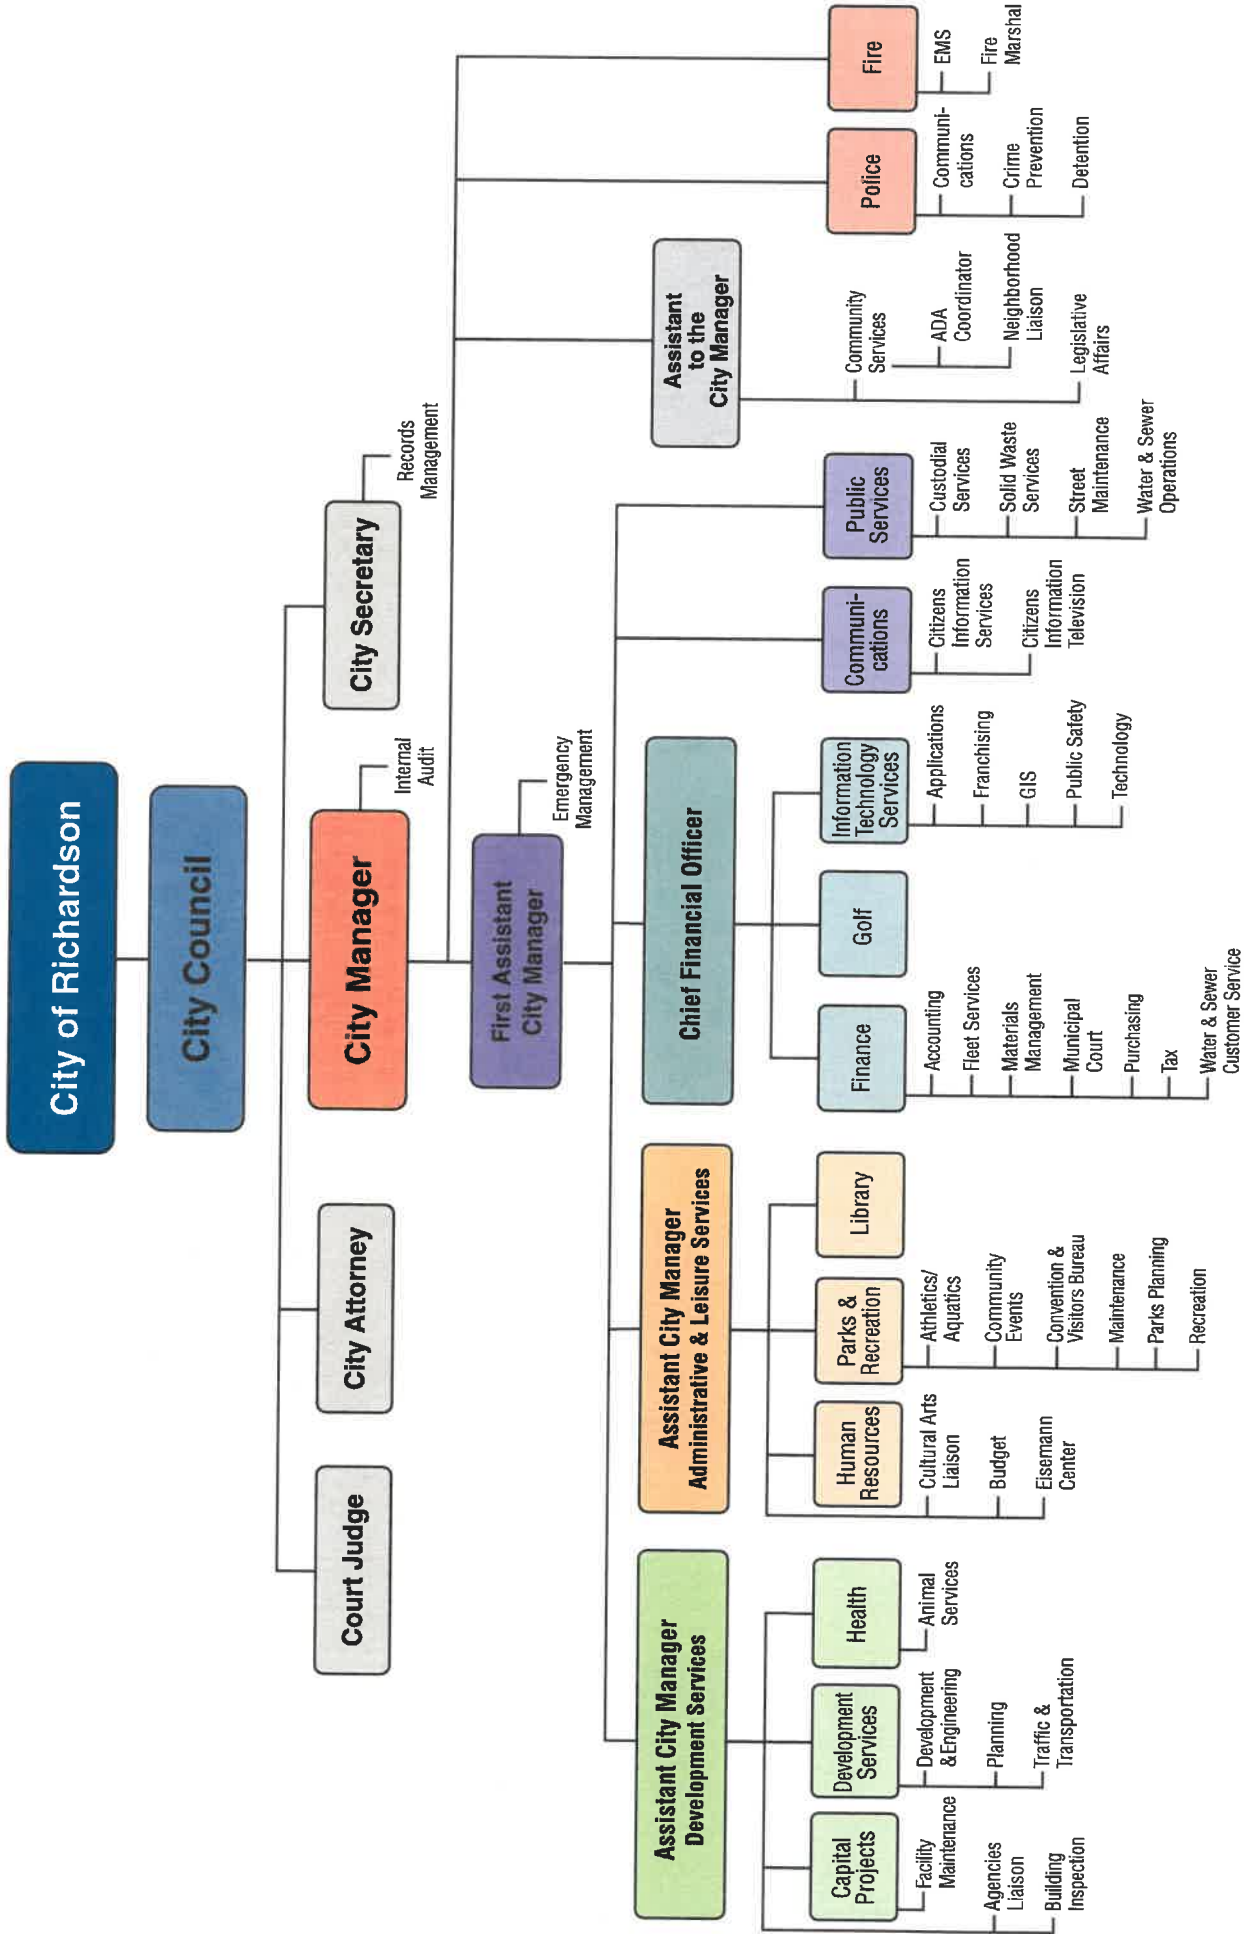 City of Richardson
City Council
Court Judge
City Attorney
City Manager
Internal
Audit
City Secretary
Records
Management
First Assistant
City Manager
Emergency
Management
Assistant City Manager
Development Services
Capital
Projects
Facility
Maintenance
Agencies
Liaison
Building
Inspection
Development
Services
Development
& Engineering
Planning
Traffic &
Transportation
Health
Animal
Services
Assistant City Manager
Administrative & Leisure Services
Human
Resources
Cultural Arts
Liaison
Budget
Eisemann
Center
Parks &
Recreation
Athletics/
Aquatics
Community
Events
Convention &
Visitors Bureau
Maintenance
Parks Planning
Recreation
Library
Chief Financial Officer
Finance
Accounting
Fleet Services
Materials
Management
Municipal
Court
Purchasing
Tax
Water & Sewer
Customer Service
Golf
Information
Technology
Services
Applications
Franchising
GIS
Public Safety
Technology
Communi-
cations
Citizens
Information
Services
Citizens
Information
Television
Public
Services
Custodial
Services
Solid Waste
Services
Street
Maintenance
Water & Sewer
Operations
Assistant
to the
City Manager
Community
Services
ADA
Coordinator
Neighborhood
Liaison
Legislative
Affairs
Police
Communi-
cations
Crime
Prevention
Detention
Fire
EMS
Fire
Marshal